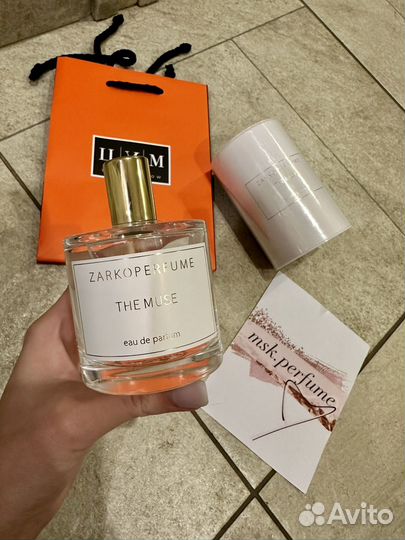 ZARKOPERFUME
THE MUSE
eau de parfum
msk.perfume
Avito